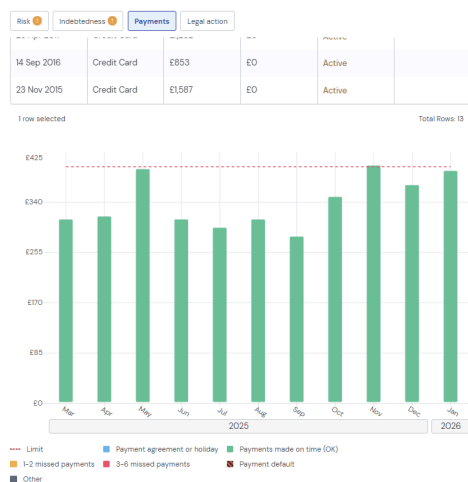 Risk !
Indebtedness !
Payments
Legal action
14 Sep 2016 Credit Card £853 £0 Active
23 Nov 2015 Credit Card £1,587 £0 Active
1 row selected
Total Rows: 13
£425
£340
£255
£170
£85
£0
Mar Apr May Jun Jul Aug Sep Oct Nov Dec Jan
2025 2026
Limit Payment agreement or holiday Payments made on time (OK)
1-2 missed payments 3-6 missed payments Payment default
Other